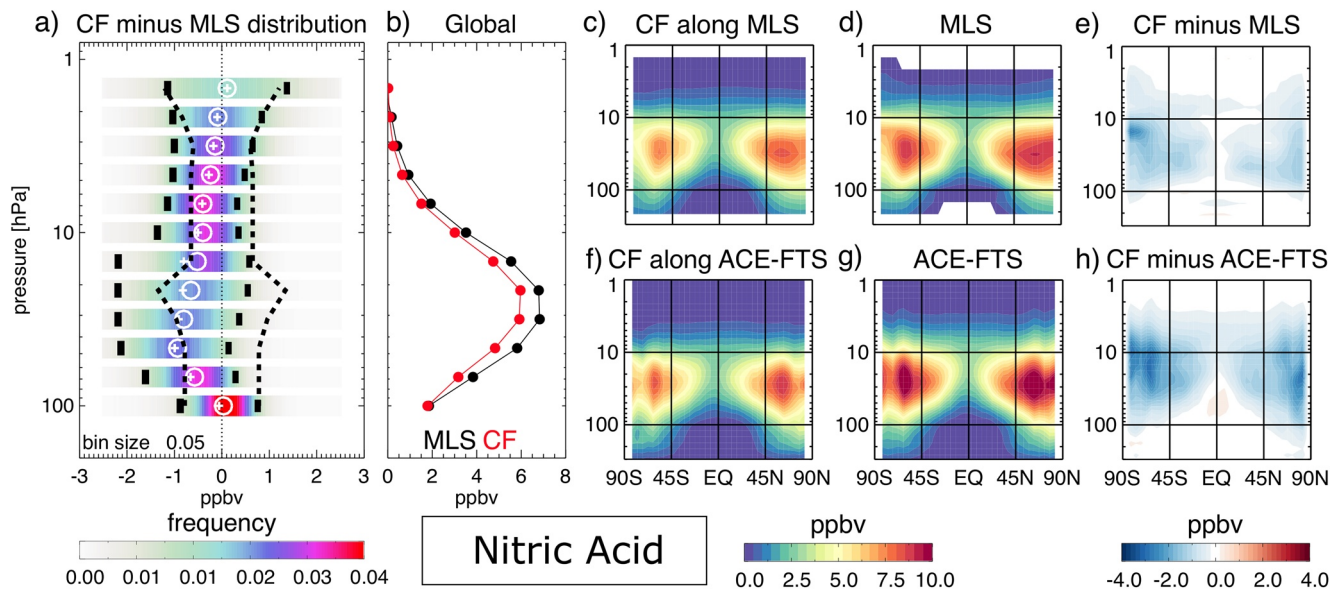 a) CF minus MLS distribution
b) Global
c) CF along MLS
d) MLS
e) CF minus MLS
1
10
100
pressure [hPa]
bin size 0.05
-3 -2 -1 0 1 2 3
ppbv
1
10
100
MLS CF
0 2 4 6 8
ppbv
1
10
100
1
10
100
1
10
100
f) CF along ACE-FTS
g) ACE-FTS
h) CF minus ACE-FTS
1
10
100
1
10
100
1
10
100
90S 45S EQ 45N 90N
90S 45S EQ 45N 90N
90S 45S EQ 45N 90N
frequency
0.00 0.01 0.02 0.03 0.04
Nitric Acid
ppbv
0.0 2.5 5.0 7.5 10.0
ppbv
-4.0 -2.0 0.0 2.0 4.0